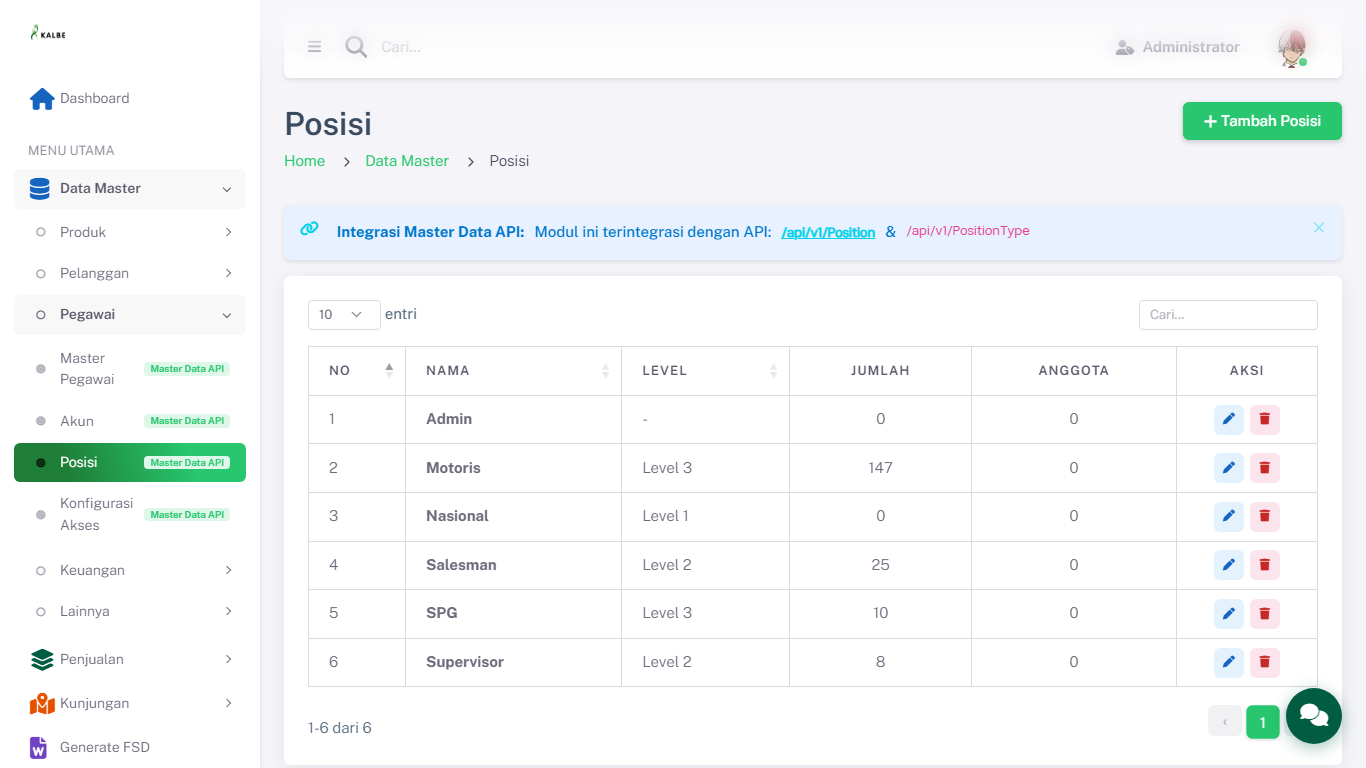 KALBE
Dashboard
MENU UTAMA
Data Master
Produk
Pelanggan
Pegawai
Master Pegawai Master Data API
Akun Master Data API
Posisi Master Data API
Konfigurasi Akses Master Data API
Keuangan
Lainnya
Penjualan
Kunjungan
Generate FSD
Cari...
Administrator
Posisi
+ Tambah Posisi
Home > Data Master > Posisi
Integrasi Master Data API: Modul ini terintegrasi dengan API: /api/v1/Position & /api/v1/PositionType
10 entri
Cari...
NO NAMA LEVEL JUMLAH ANGGOTA AKSI
1 Admin - 0 0
2 Motoris Level 3 147 0
3 Nasional Level 1 0 0
4 Salesman Level 2 25 0
5 SPG Level 3 10 0
6 Supervisor Level 2 8 0
1-6 dari 6
‹ 1